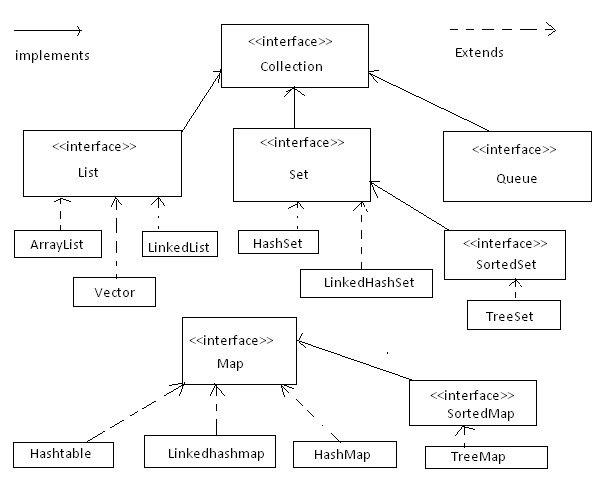 implements
Extends
<<interface>>
Collection
<<interface>>
List
<<interface>>
Set
<<interface>>
Queue
ArrayList
LinkedList
Vector
HashSet
LinkedHashSet
<<interface>>
SortedSet
TreeSet
<<interface>>
Map
<<interface>>
SortedMap
Hashtable
Linkedhashmap
HashMap
TreeMap